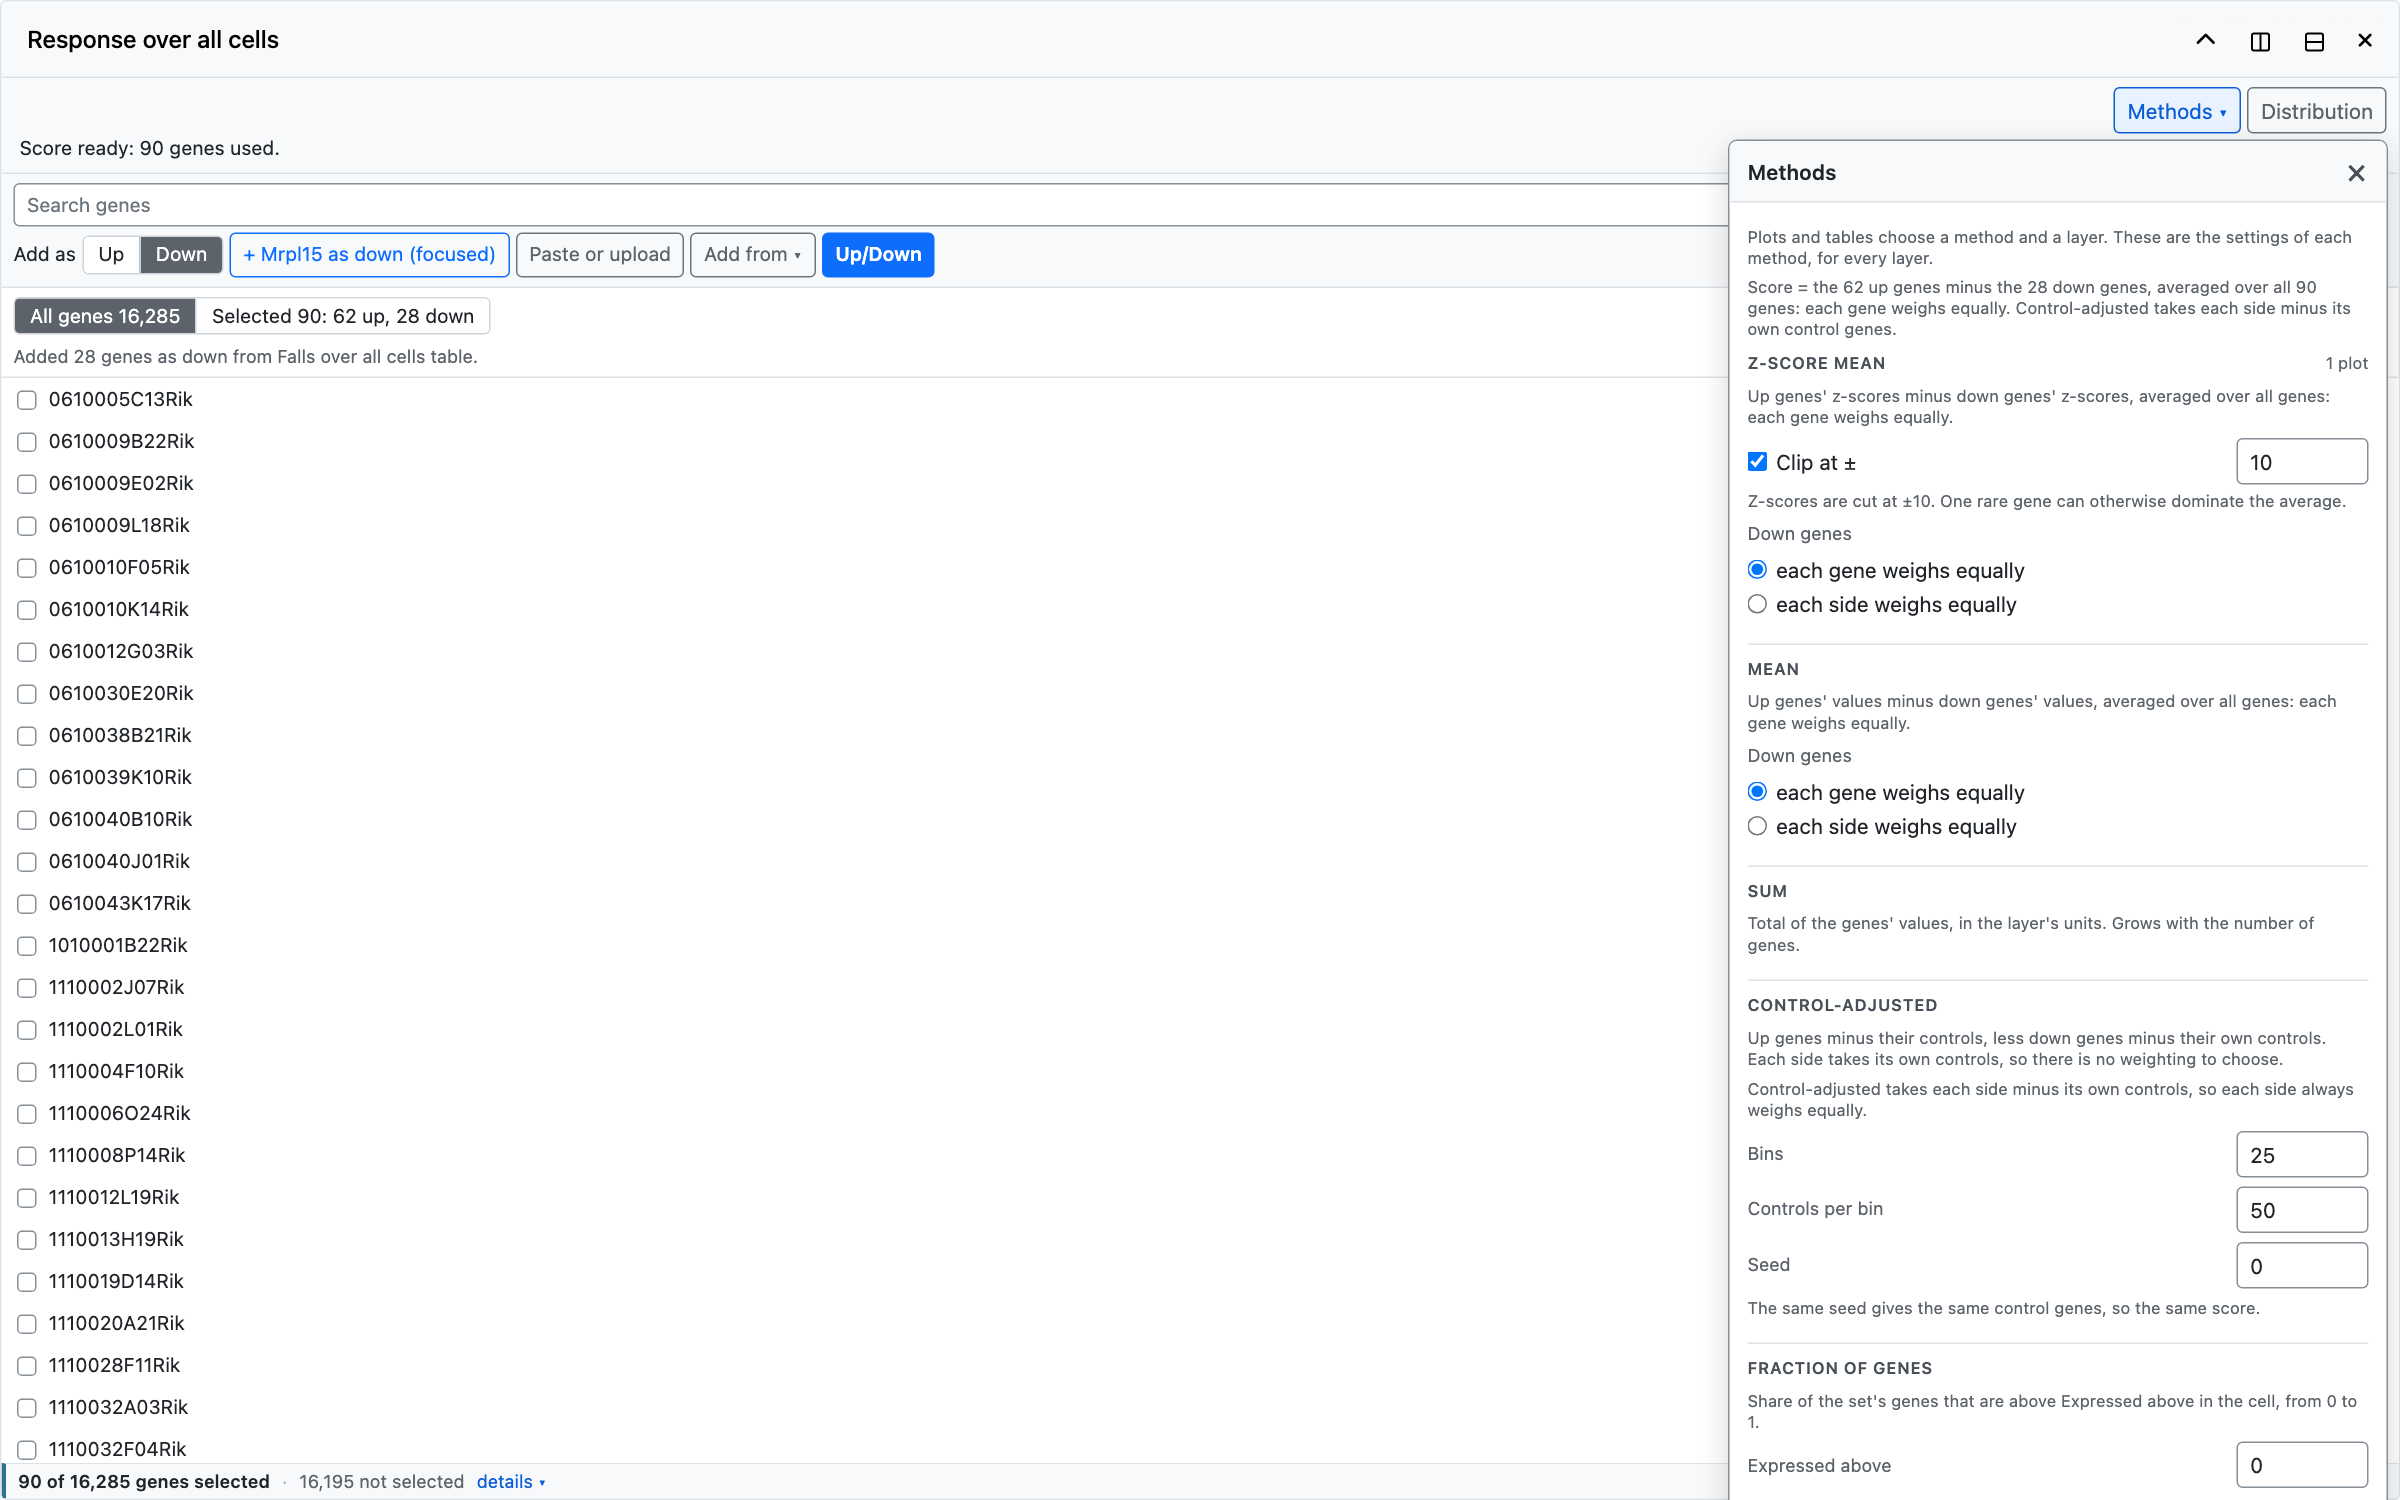 Response over all cells
Methods ▾
Distribution
Score ready: 90 genes used.
Search genes
Add as
Up
Down
+ Mrpl15 as down (focused)
Paste or upload
Add from ▾
Up/Down
All genes 16,285
Selected 90: 62 up, 28 down
Added 28 genes as down from Falls over all cells table.
0610005C13Rik
0610009B22Rik
0610009E02Rik
0610009L18Rik
0610010F05Rik
0610010K14Rik
0610012G03Rik
0610030E20Rik
0610038B21Rik
0610039K10Rik
0610040B10Rik
0610040J01Rik
0610043K17Rik
1010001B22Rik
1110002J07Rik
1110002L01Rik
1110004F10Rik
1110006O24Rik
1110008P14Rik
1110012L19Rik
1110013H19Rik
1110019D14Rik
1110020A21Rik
1110028F11Rik
1110032A03Rik
1110032F04Rik
90 of 16,285 genes selected · 16,195 not selected details ▾
Methods
Plots and tables choose a method and a layer. These are the settings of each
method, for every layer.
Score = the 62 up genes minus the 28 down genes, averaged over all 90
genes: each gene weighs equally. Control-adjusted takes each side minus its
own control genes.
Z-SCORE MEAN
1 plot
Up genes' z-scores minus down genes' z-scores, averaged over all genes:
each gene weighs equally.
Clip at ±
10
Z-scores are cut at ±10. One rare gene can otherwise dominate the average.
Down genes
each gene weighs equally
each side weighs equally
MEAN
Up genes' values minus down genes' values, averaged over all genes: each
gene weighs equally.
Down genes
each gene weighs equally
each side weighs equally
SUM
Total of the genes' values, in the layer's units. Grows with the number of
genes.
CONTROL-ADJUSTED
Up genes minus their controls, less down genes minus their own controls.
Each side takes its own controls, so there is no weighting to choose.
Control-adjusted takes each side minus its own controls, so each side always
weighs equally.
Bins
25
Controls per bin
50
Seed
0
The same seed gives the same control genes, so the same score.
FRACTION OF GENES
Share of the set's genes that are above Expressed above in the cell, from 0 to
1.
Expressed above
0